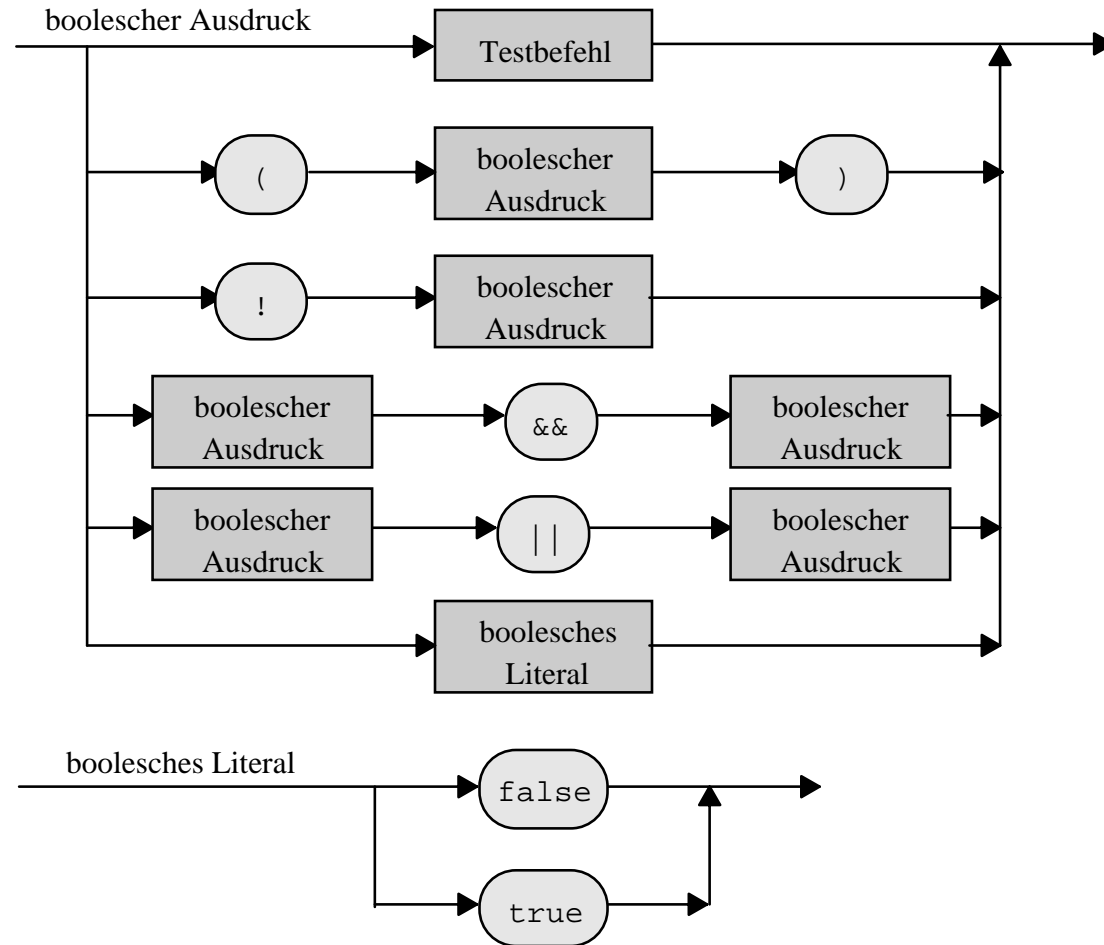 boolescher Ausdruck
Testbefehl
(
boolescher
Ausdruck
)
!
boolescher
Ausdruck
boolescher
Ausdruck
&&
boolescher
Ausdruck
boolescher
Ausdruck
||
boolescher
Ausdruck
boolesches
Literal
boolesches Literal
false
true